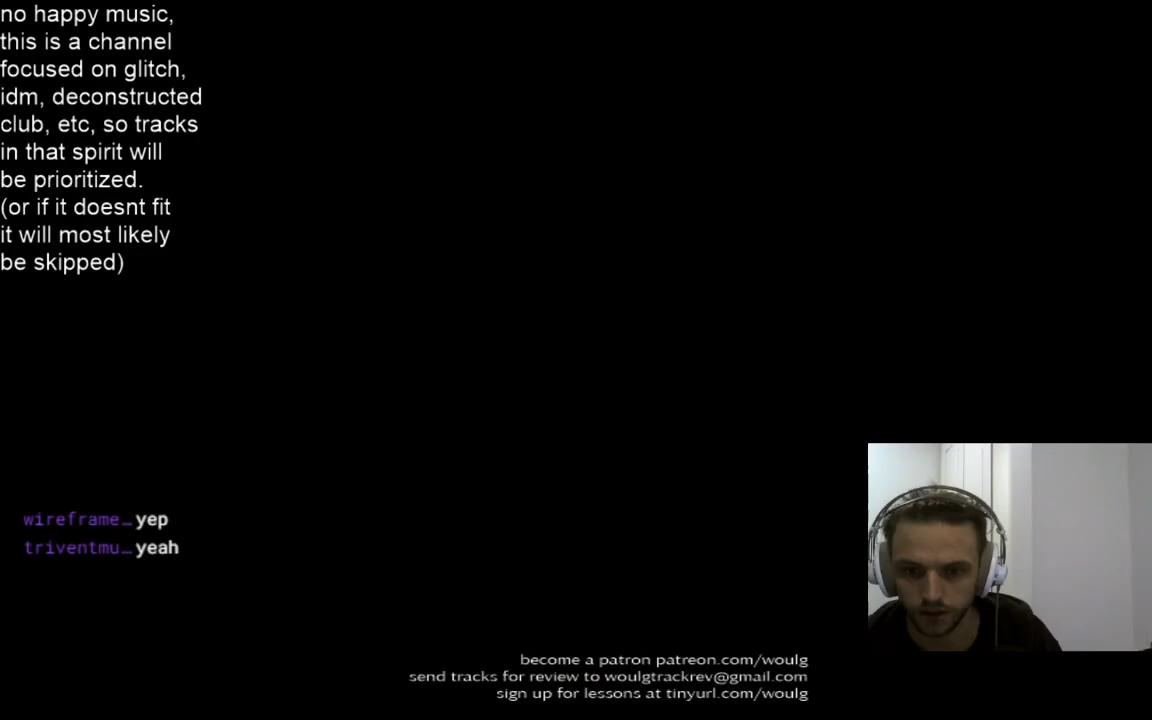 no happy music,
this is a channel
focused on glitch,
idm, deconstructed
club, etc, so tracks
in that spirit will
be prioritized.
(or if it doesnt fit
it will most likely
be skipped)
wireframe… yep
triventmu… yeah
become a patron patreon.com/woulg
send tracks for review to woulgtrackrev@gmail.com
sign up for lessons at tinyurl.com/woulg